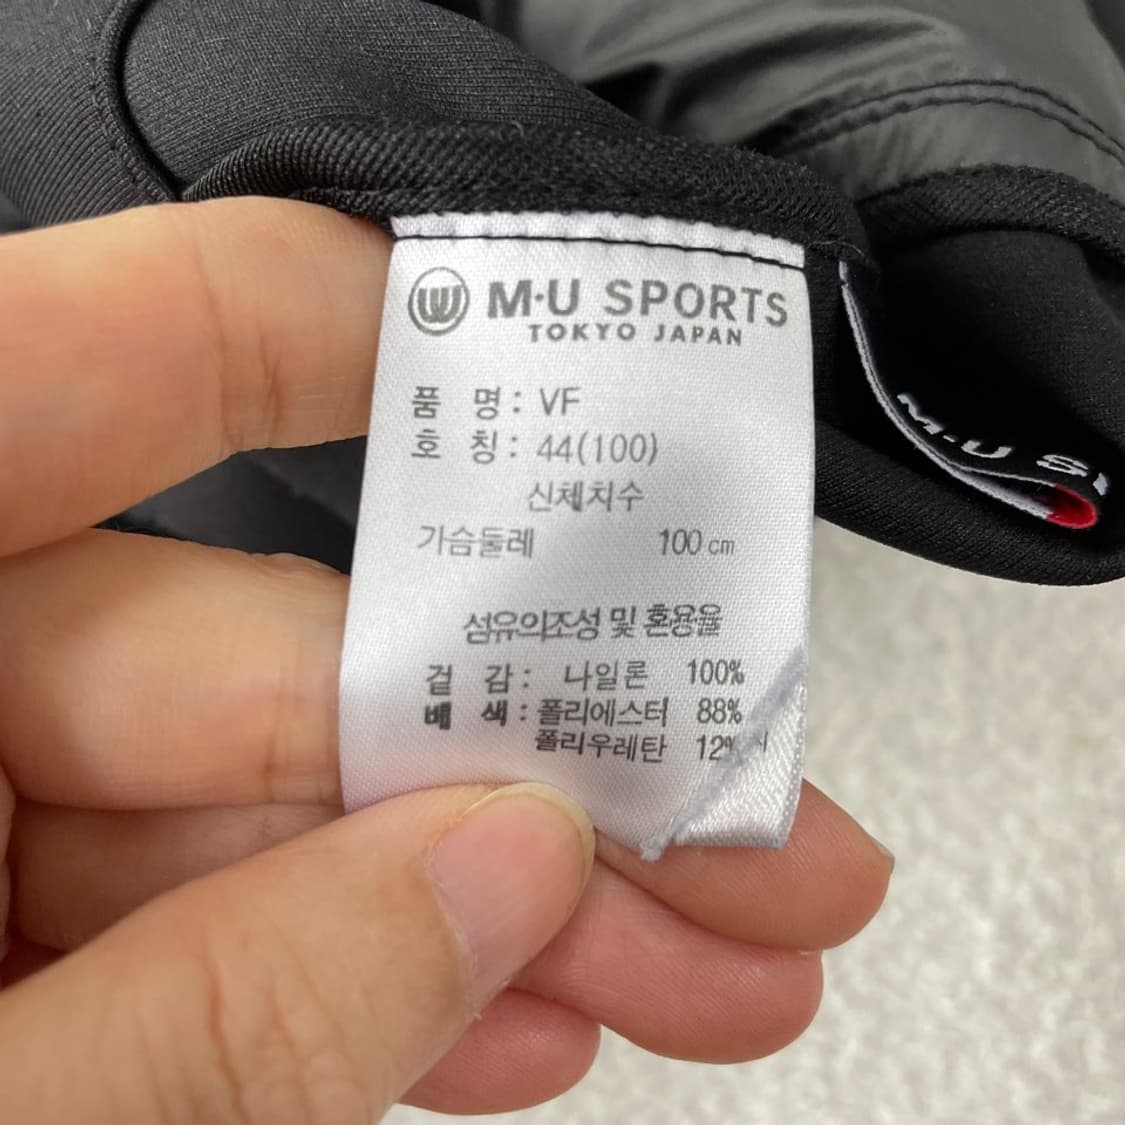 M·U SPORTS
TOKYO JAPAN
품 명 : VF
호 칭 : 44(100)
신체치수
가슴둘레 100 cm
섬유의조성 및 혼용율
겉 감 : 나일론 100%
배 색 : 폴리에스터 88%
폴리우레탄 12%
M·U